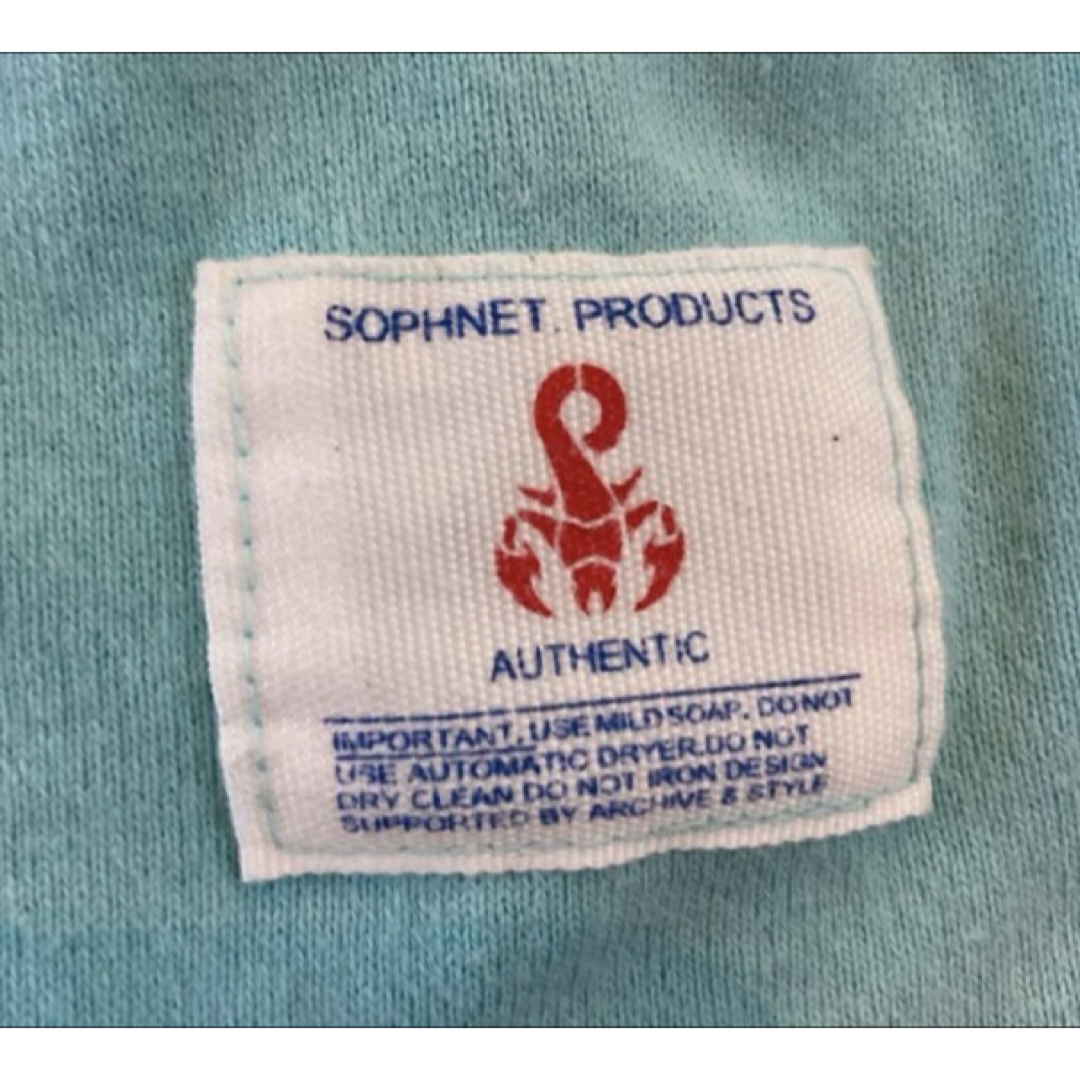 SOPHNET. PRODUCTS
AUTHENTIC
IMPORTANT. USE MILD SOAP. DO NOT
USE AUTOMATIC DRYER.DO NOT
DRY CLEAN DO NOT IRON DESIGN
SUPPORTED BY ARCHIVE & STYLE